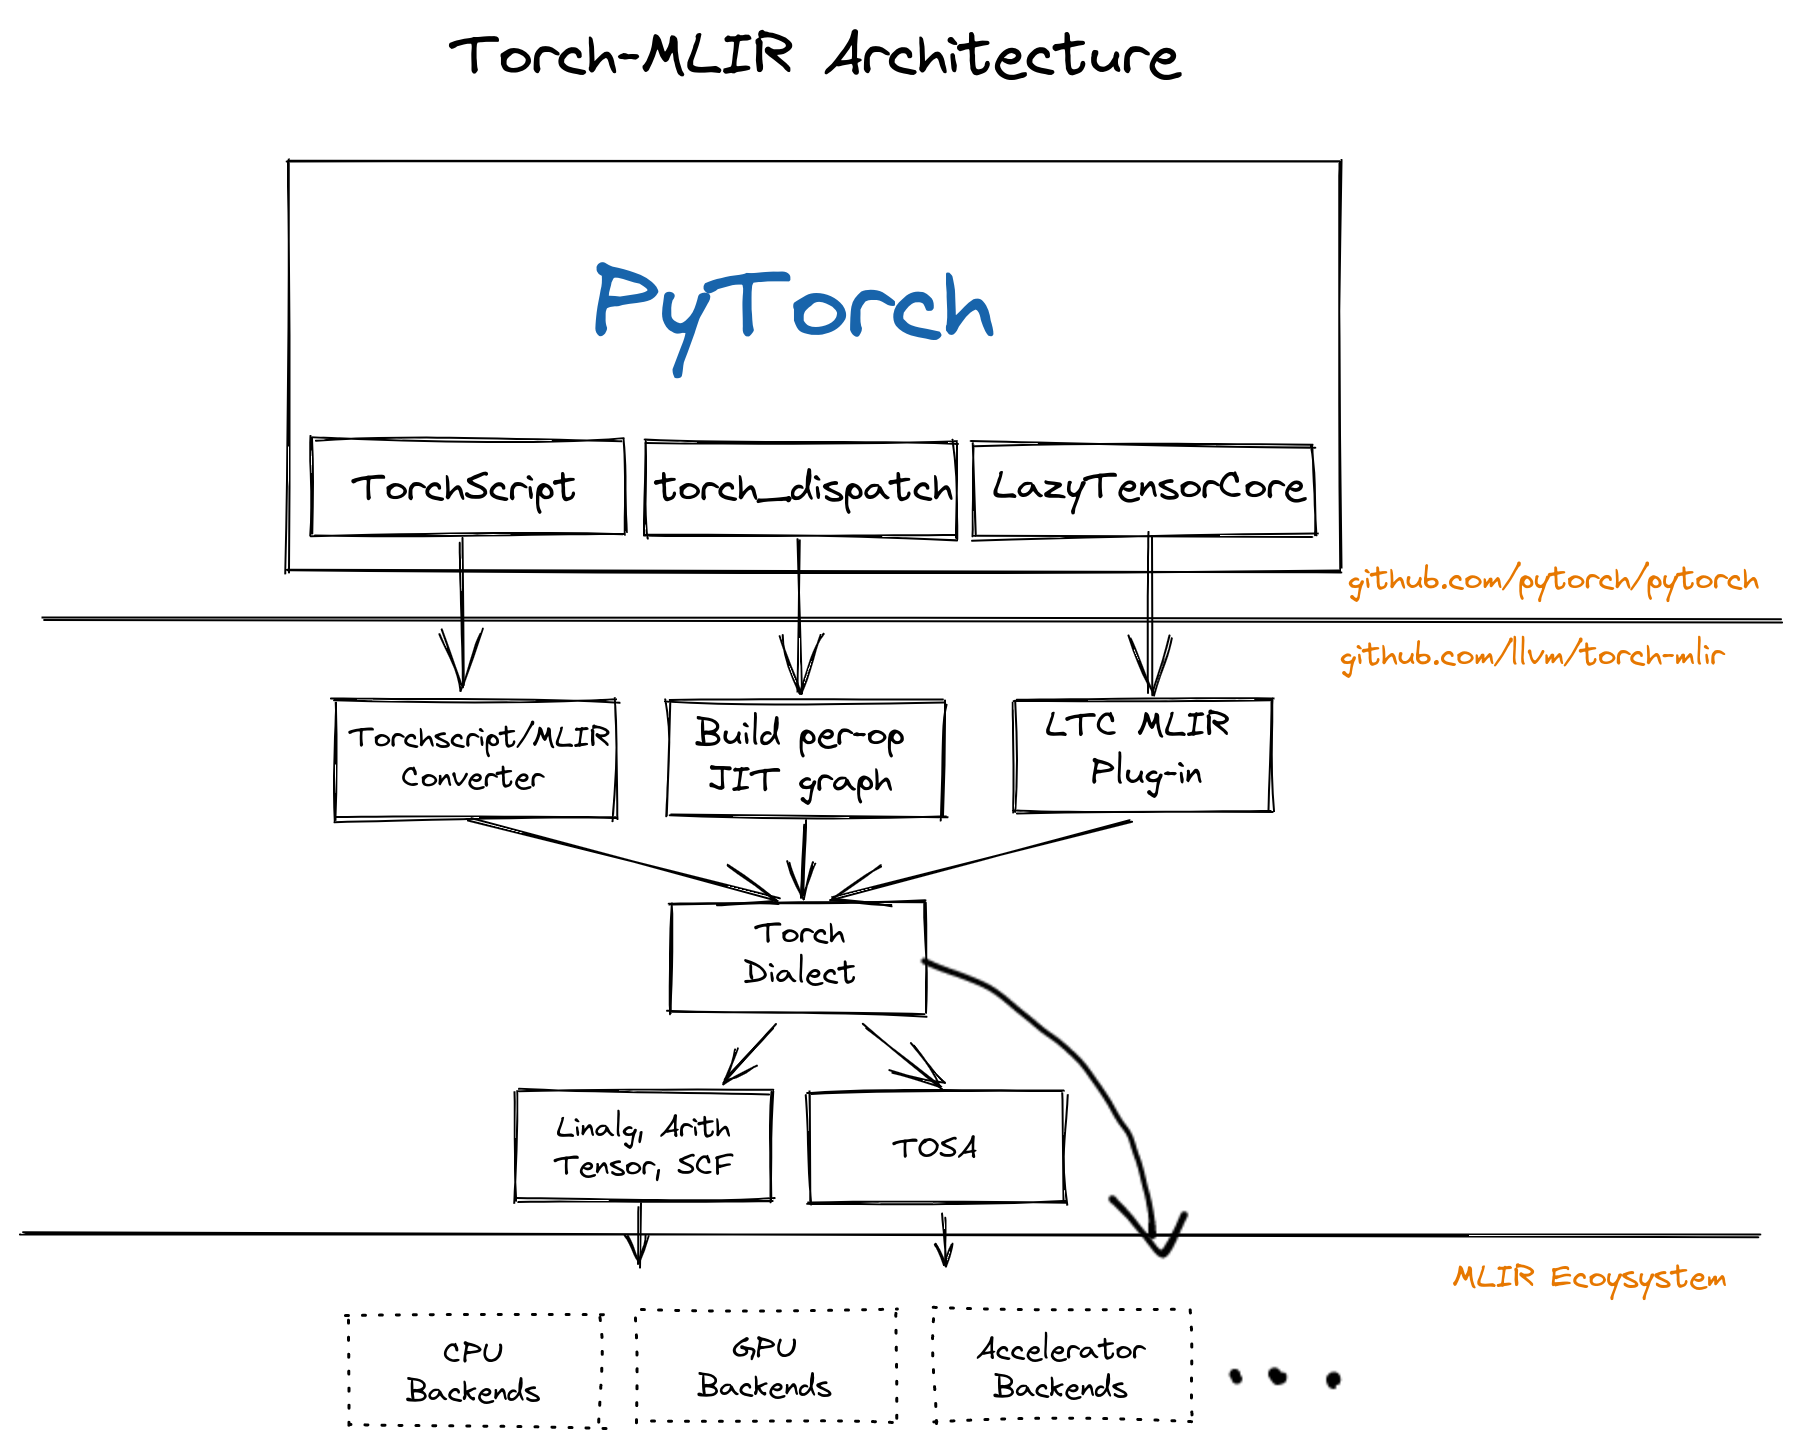 Torch-MLIR Architecture
PyTorch
TorchScript
torch_dispatch
LazyTensorCore
github.com/pytorch/pytorch
github.com/llvm/torch-mlir
Torchscript/MLIR
Converter
Build per-op
JIT graph
LTC MLIR
Plug-in
Torch
Dialect
Linalg, Arith
Tensor, SCF
TOSA
MLIR Ecoysystem
CPU
Backends
GPU
Backends
Accelerator
Backends